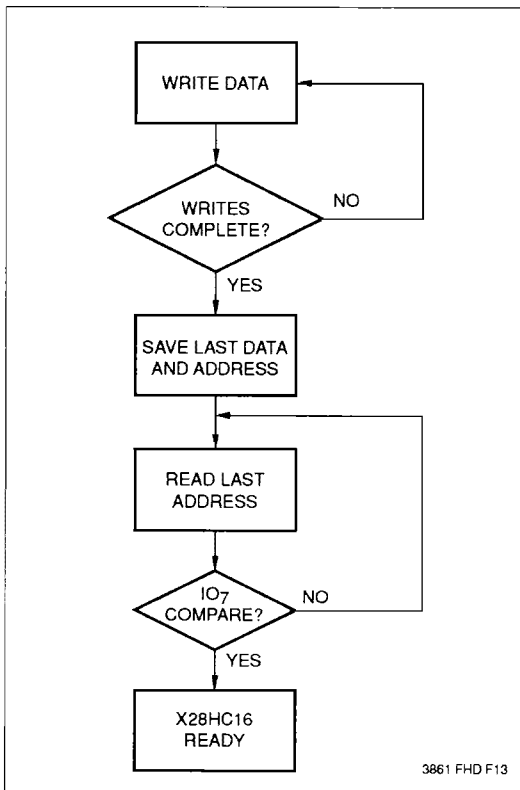 WRITE DATA
WRITES
COMPLETE?
NO
YES
SAVE LAST DATA
AND ADDRESS
READ LAST
ADDRESS
IO7
COMPARE?
NO
YES
X28HC16
READY
3861 FHD F13